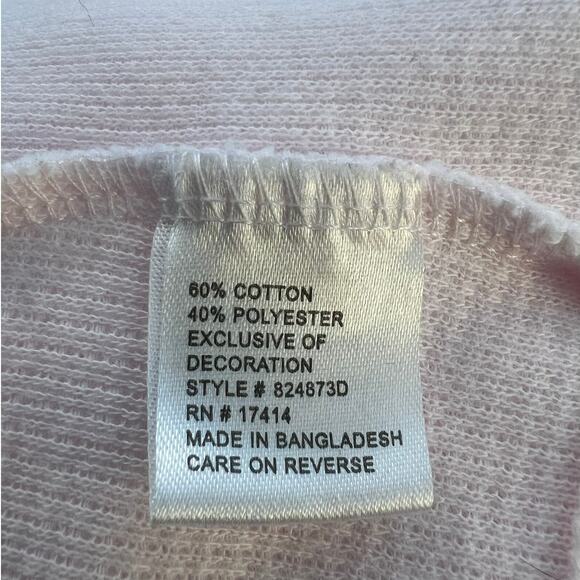 60% COTTON
40% POLYESTER
EXCLUSIVE OF
DECORATION
STYLE # 824873D
RN # 17414
MADE IN BANGLADESH
CARE ON REVERSE